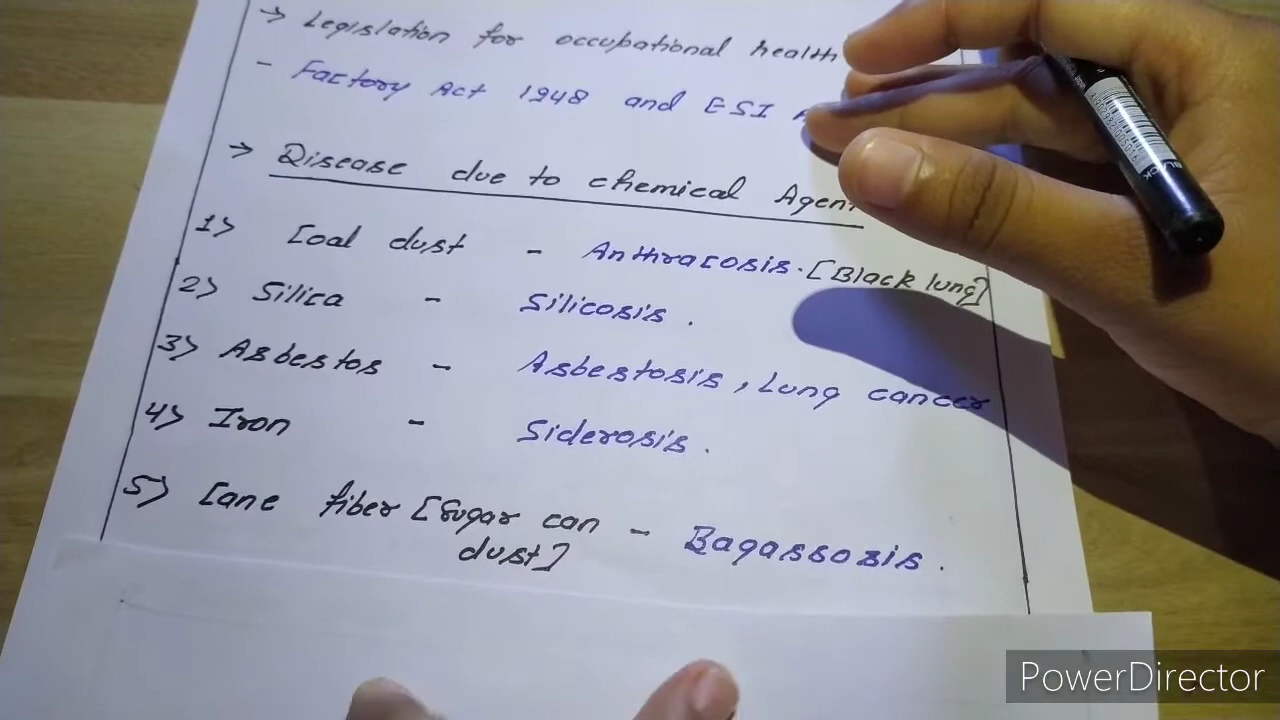 → Legislation for occupational health
- Factory Act 1948 and ESI A
→ Disease due to chemical Agent
1) Coal dust - Anthracosis. [Black lung]
2) Silica - Silicosis.
3) Asbestos - Asbestosis, Lung cancer
4) Iron - Siderosis.
5) Cane fiber [Sugar can dust] - Bagassosis.
PowerDirector